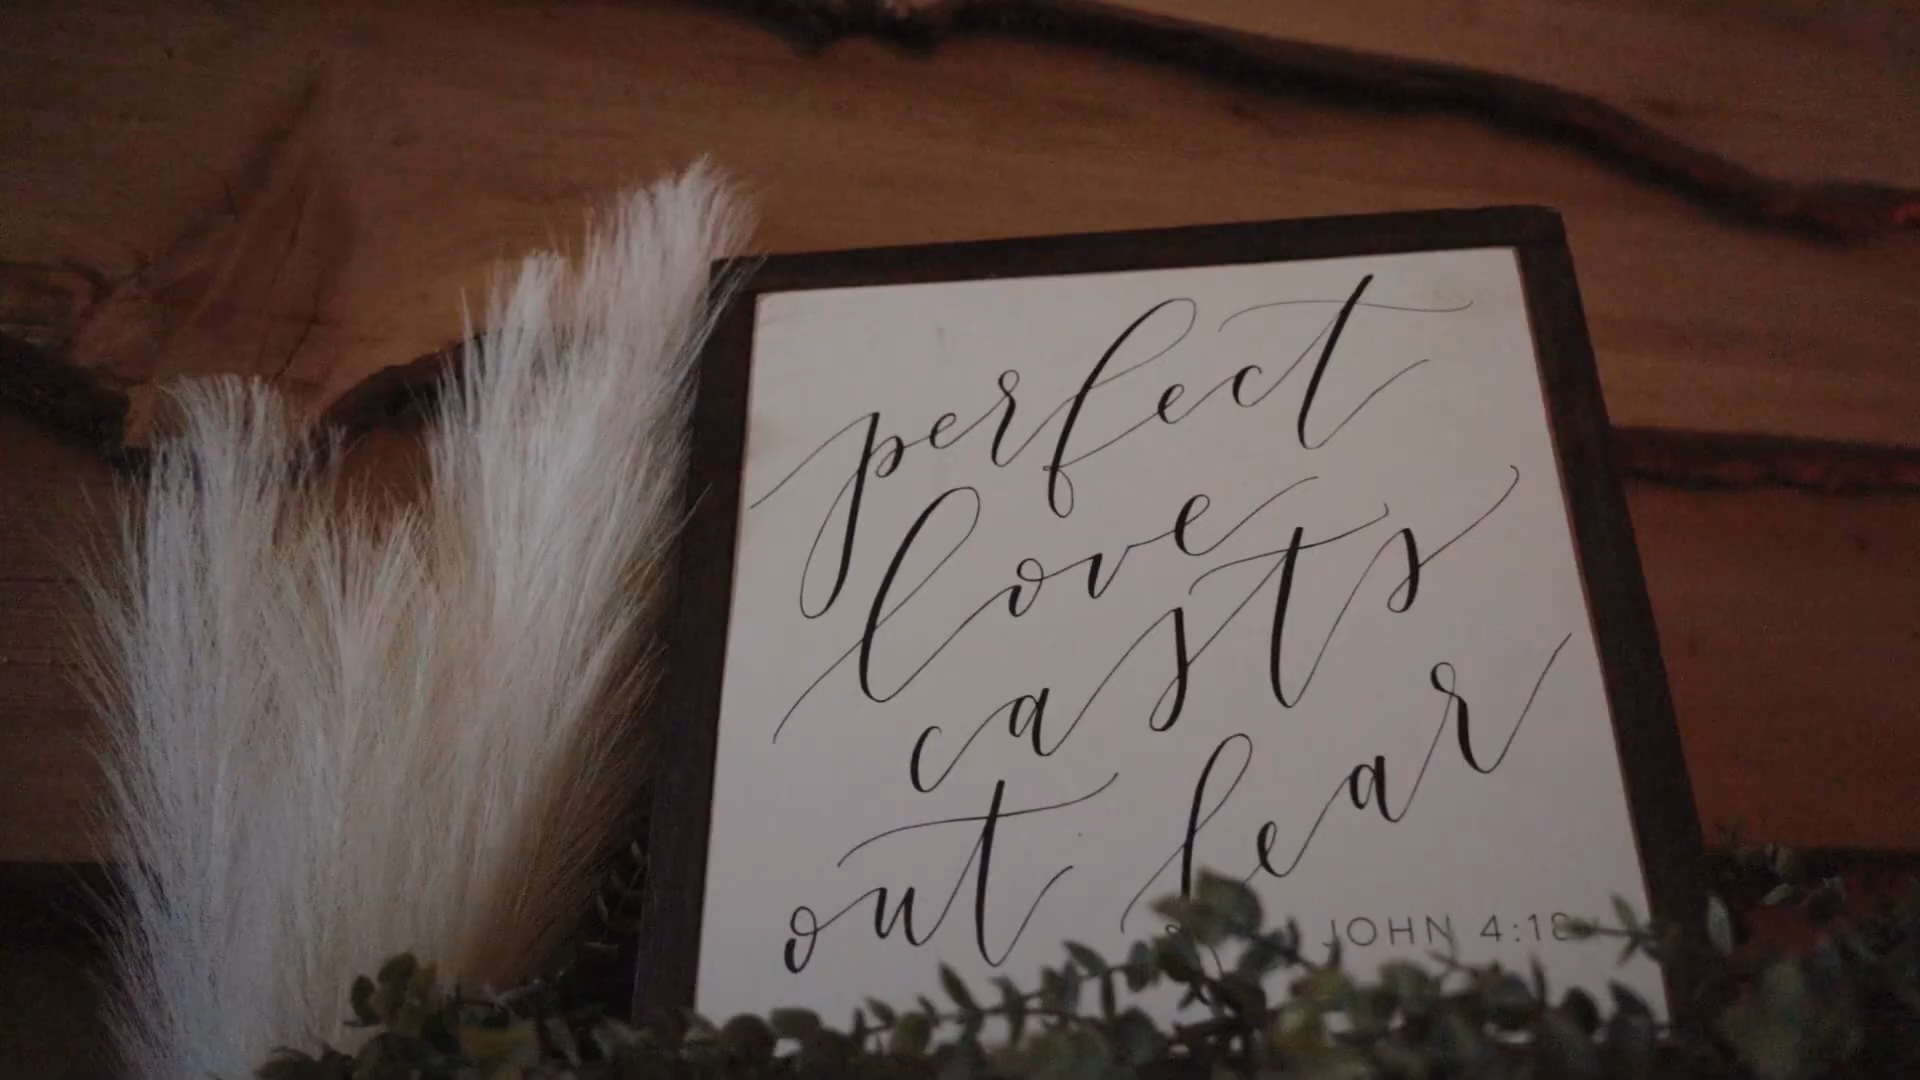 perfect
love
casts
out fear
JOHN 4:18